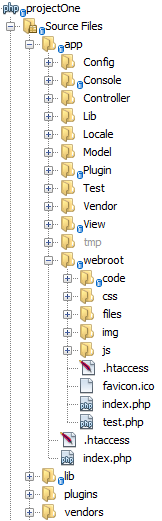 php projectOne
Source Files
app
Config
Console
Controller
Lib
Locale
Model
Plugin
Test
Vendor
View
tmp
webroot
code
css
files
img
js
.htaccess
favicon.ico
index.php
test.php
.htaccess
index.php
lib
plugins
vendors